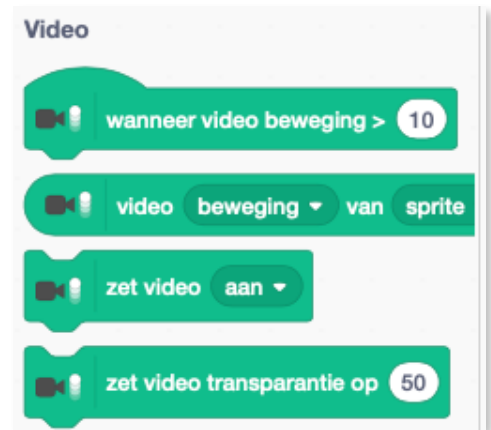 Video
wanneer video beweging > 10
video beweging van sprite
zet video aan
zet video transparantie op 50